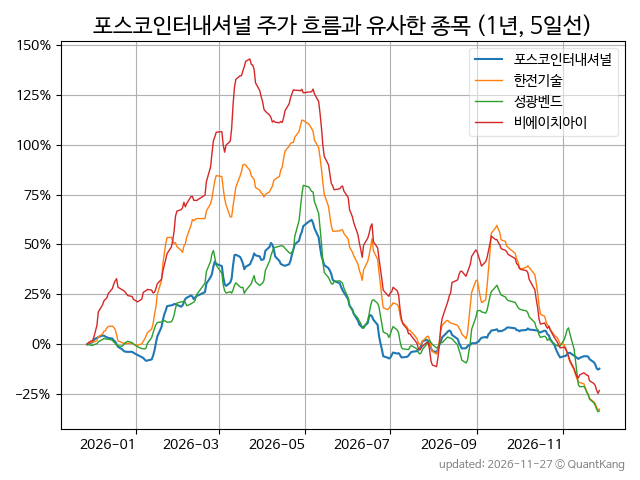 포스코인터내셔널 주가 흐름과 유사한 종목 (1년, 5일선)
150%
125%
100%
75%
50%
25%
0%
−25%
포스코인터내셔널
한전기술
성광벤드
비에이치아이
2026-01
2026-03
2026-05
2026-07
2026-09
2026-11
updated: 2026-11-27 © QuantKang